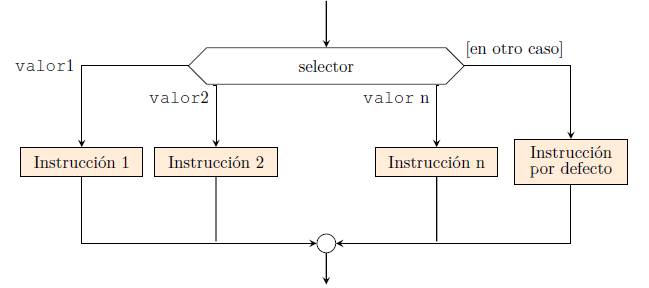 [en otro caso]
valor1
selector
valor2
valor n
Instrucción 1
Instrucción 2
Instrucción n
Instrucción
por defecto